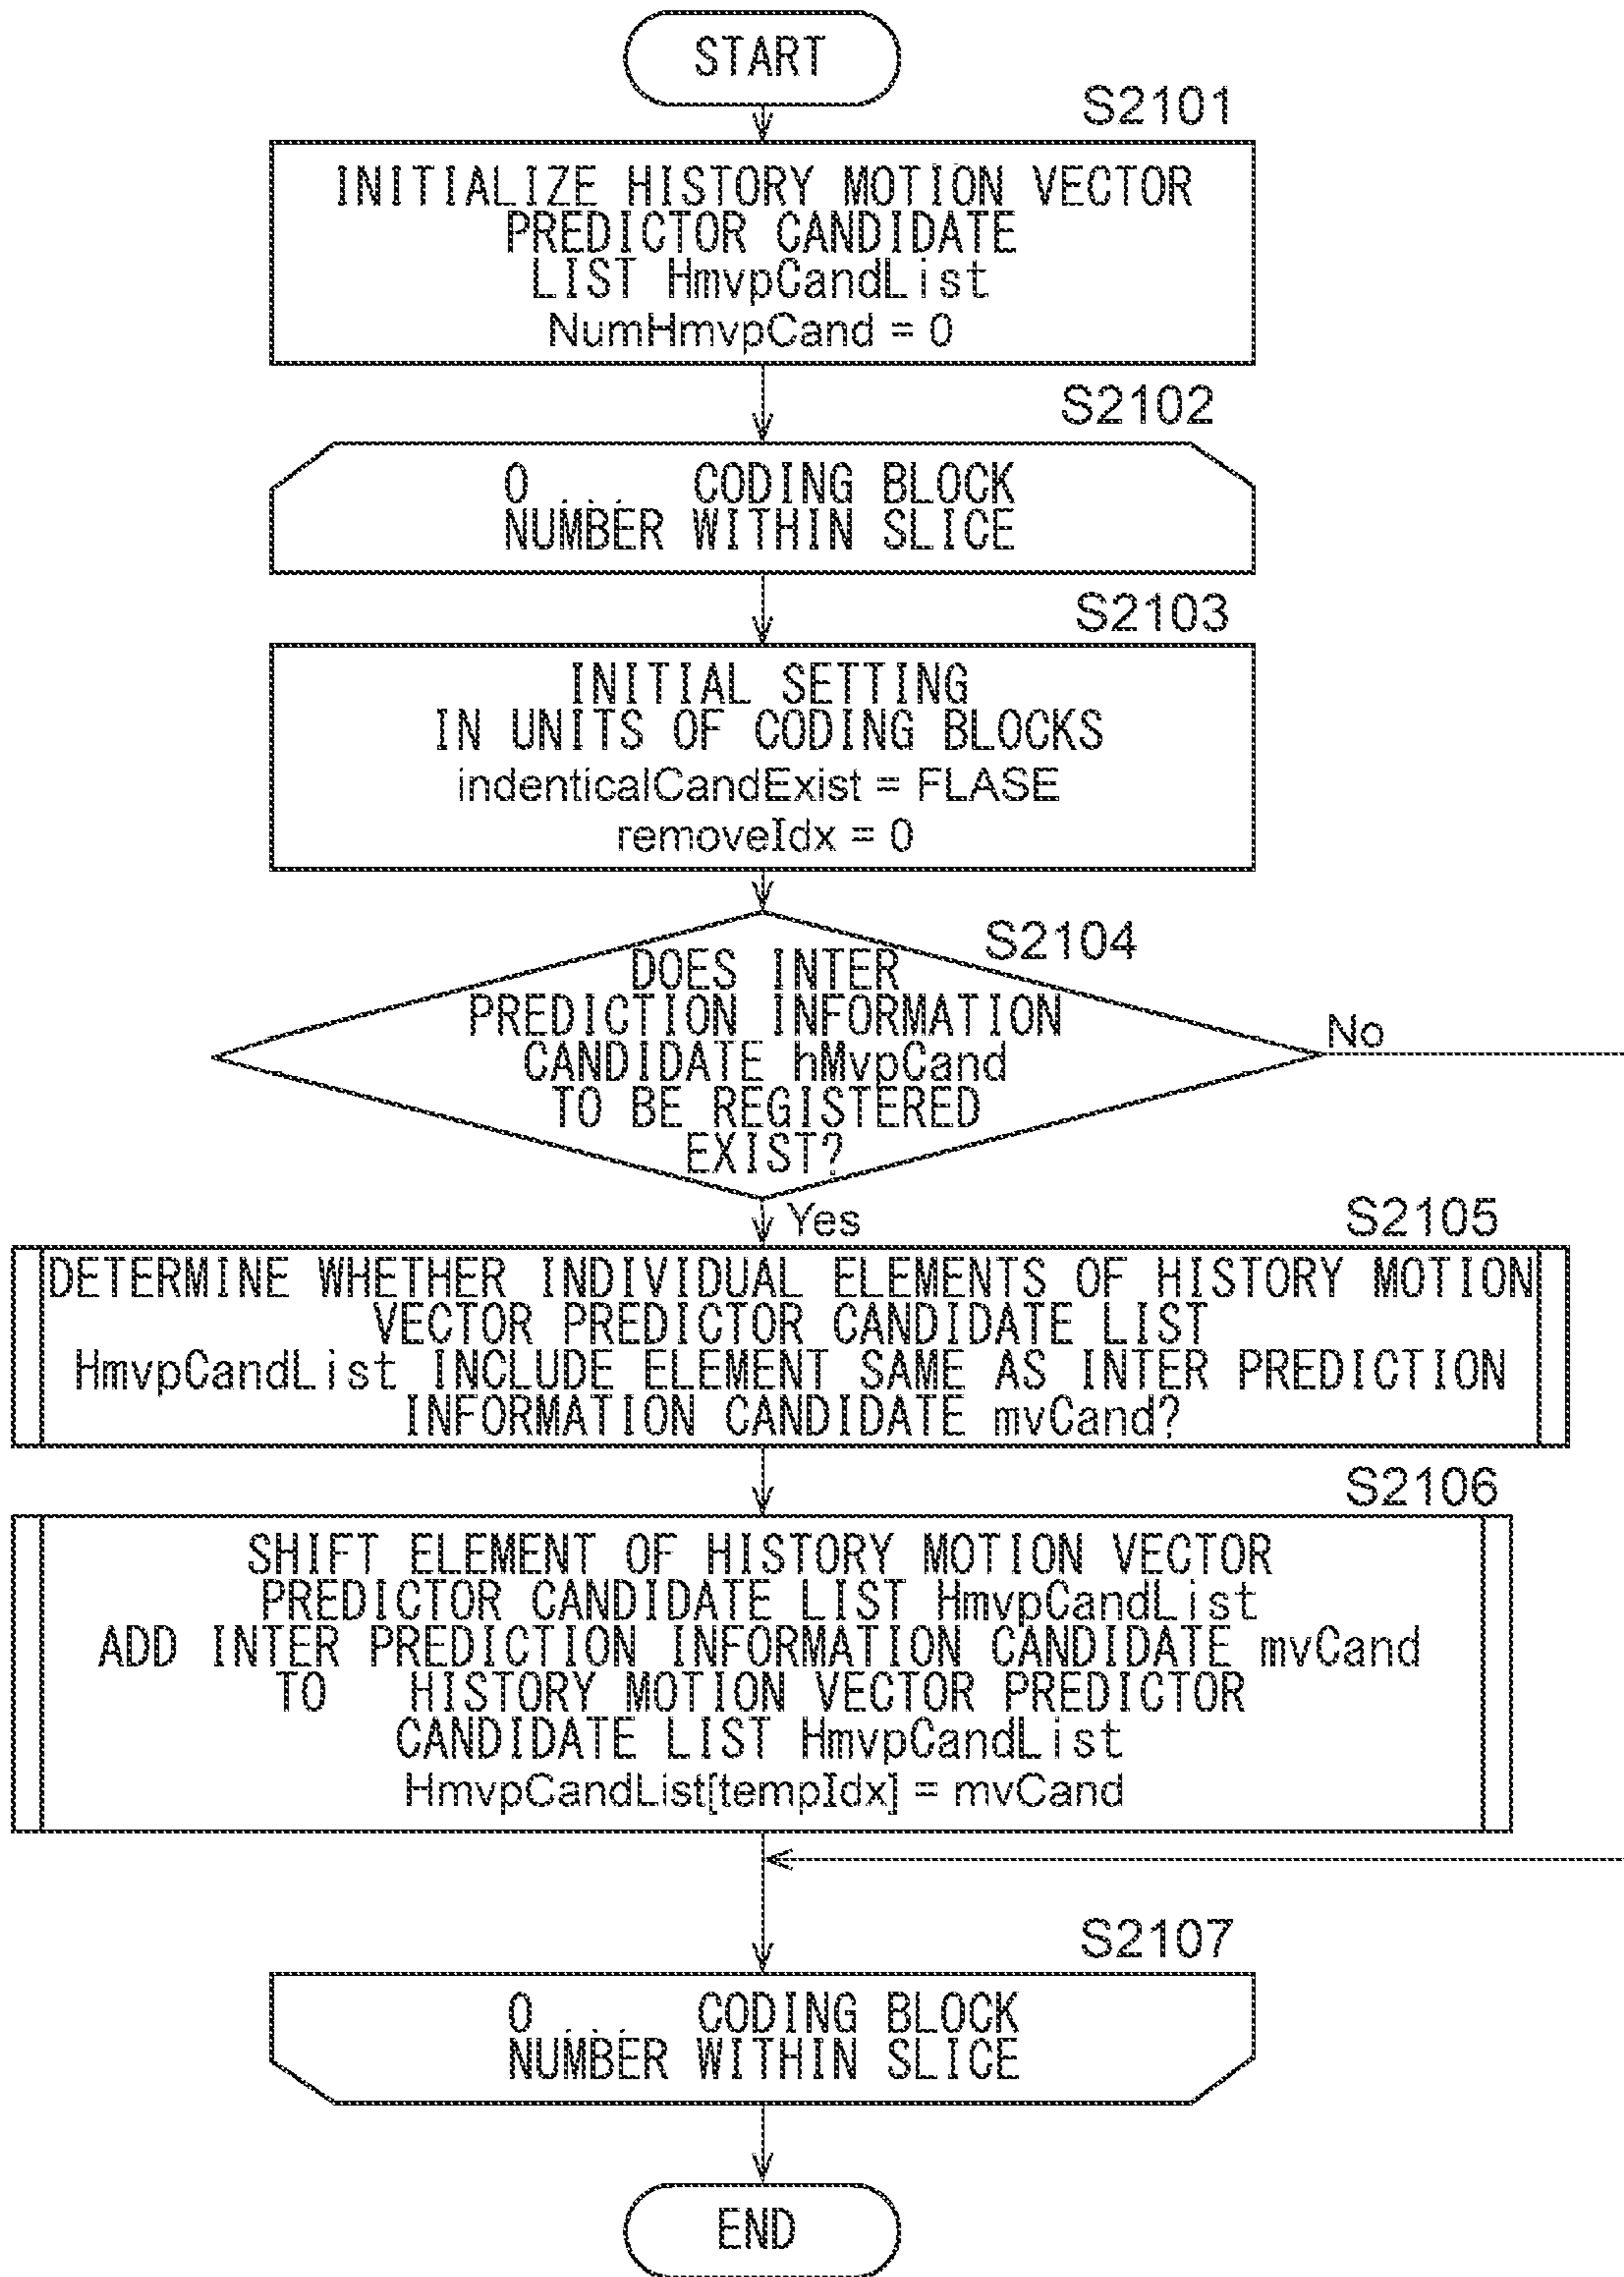 START
S2101
INITIALIZE HISTORY MOTION VECTOR
PREDICTOR CANDIDATE
LIST HmvpCandList
NumHmvpCand = 0
S2102
0 . . . CODING BLOCK
NUMBER WITHIN SLICE
S2103
INITIAL SETTING
IN UNITS OF CODING BLOCKS
indenticalCandExist = FLASE
removeIdx = 0
S2104
DOES INTER
PREDICTION INFORMATION
CANDIDATE hMvpCand
TO BE REGISTERED
EXIST?
No
Yes
S2105
DETERMINE WHETHER INDIVIDUAL ELEMENTS OF HISTORY MOTION
VECTOR PREDICTOR CANDIDATE LIST
HmvpCandList INCLUDE ELEMENT SAME AS INTER PREDICTION
INFORMATION CANDIDATE mvCand?
S2106
SHIFT ELEMENT OF HISTORY MOTION VECTOR
PREDICTOR CANDIDATE LIST HmvpCandList
ADD INTER PREDICTION INFORMATION CANDIDATE mvCand
TO HISTORY MOTION VECTOR PREDICTOR
CANDIDATE LIST HmvpCandList
HmvpCandList[tempIdx] = mvCand
S2107
0 . . . CODING BLOCK
NUMBER WITHIN SLICE
END